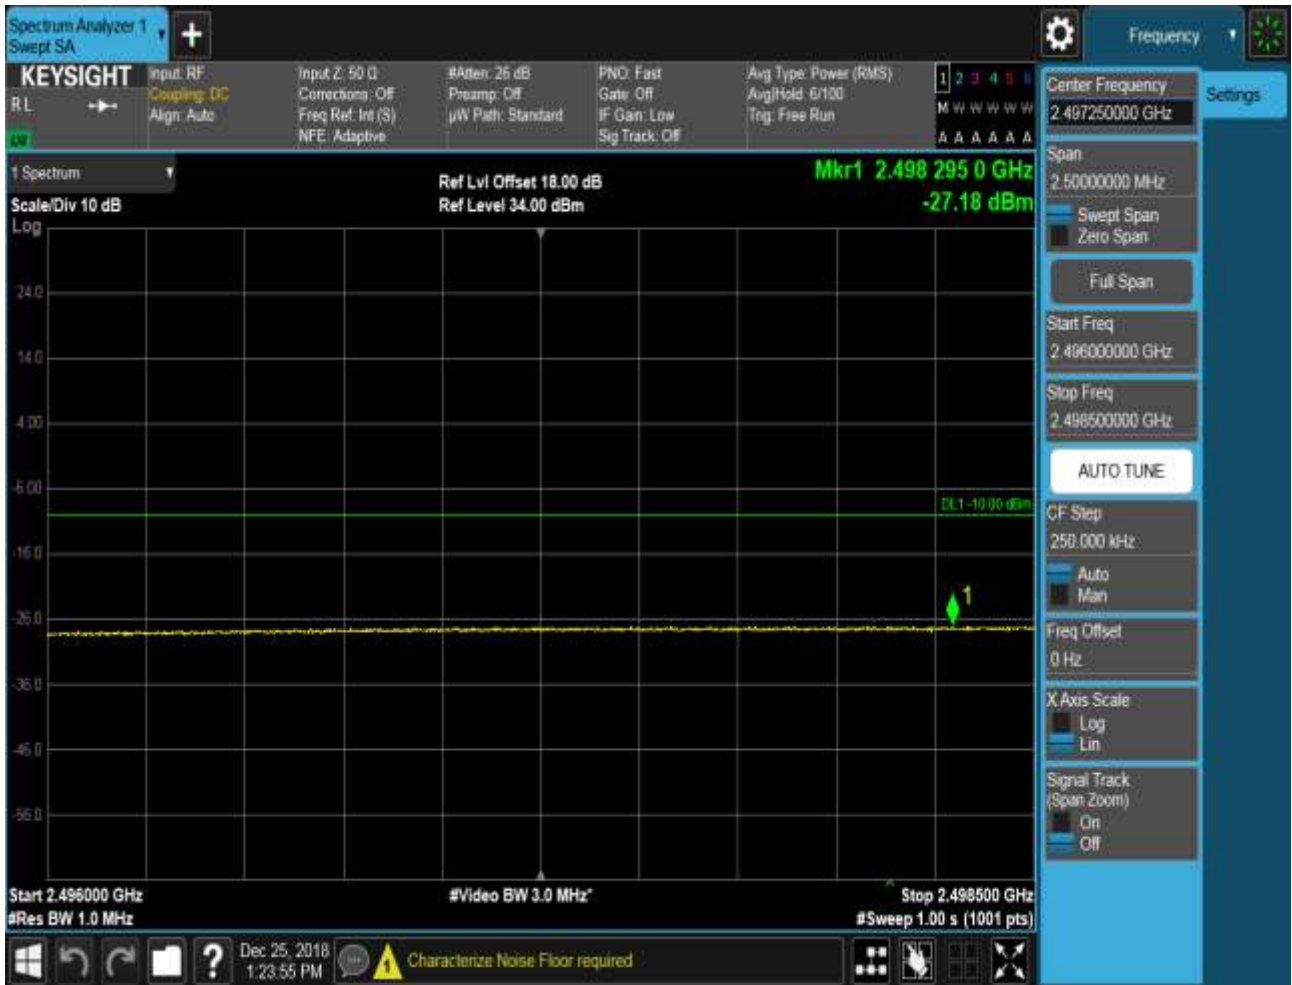 Spectrum Analyzer 1
Swept SA
+
Frequency
KEYSIGHT
R L
Input: RF
Coupling: DC
Align: Auto
Input Z: 50 Ω
Corrections: Off
Freq Ref: Int (S)
NFE: Adaptive
#Atten: 26 dB
Preamp: Off
µW Path: Standard
PNO: Fast
Gate: Off
IF Gain: Low
Sig Track: Off
Avg Type: Power (RMS)
Avg|Hold: 6/100
Trig: Free Run
1 2 3 4 5 6
M W W W W W
A A A A A A
Center Frequency
2.497250000 GHz
Settings
Span
2.50000000 MHz
Swept Span
Zero Span
Full Span
Start Freq
2.496000000 GHz
Stop Freq
2.498500000 GHz
AUTO TUNE
CF Step
250.000 kHz
Auto
Man
Freq Offset
0 Hz
X Axis Scale
Log
Lin
Signal Track
(Span Zoom)
On
Off
1 Spectrum
Scale/Div 10 dB
Log
Ref Lvl Offset 18.00 dB
Ref Level 34.00 dBm
Mkr1 2.498 295 0 GHz
-27.18 dBm
24.0
14.0
4.00
-6.00
DL1 -10.00 dBm
-16.0
-26.0
1
-36.0
-46.0
-56.0
Start 2.496000 GHz
#Video BW 3.0 MHz*
Stop 2.498500 GHz
#Res BW 1.0 MHz
#Sweep 1.00 s (1001 pts)
?
Dec 25, 2018
1:23:55 PM
1
Characterize Noise Floor required